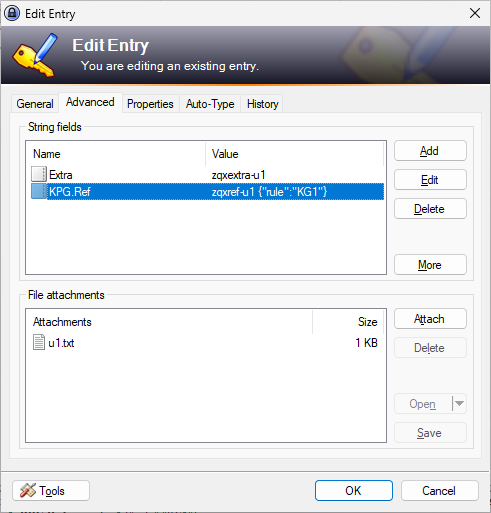 Edit Entry
Edit Entry
You are editing an existing entry.
General Advanced Properties Auto-Type History
String fields
Name Value
Extra zqxextra-u1
KPG.Ref zqxref-u1 {"rule":"KG1"}
Add
Edit
Delete
More
File attachments
Attachments Size
u1.txt 1 KB
Attach
Delete
Open
Save
Tools OK Cancel